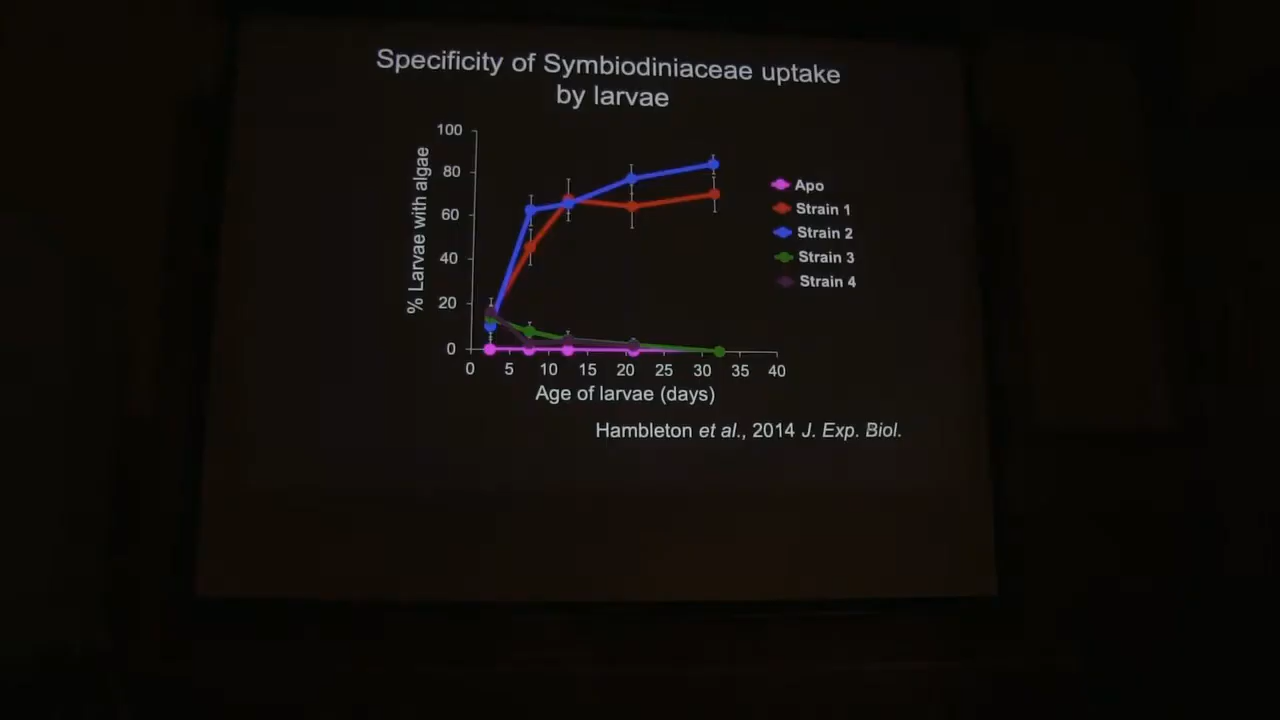 Specificity of Symbiodiniaceae uptake
by larvae
100
80
60
40
20
0
% Larvae with algae
0 5 10 15 20 25 30 35 40
Age of larvae (days)
Apo
Strain 1
Strain 2
Strain 3
Strain 4
Hambleton et al., 2014 J. Exp. Biol.